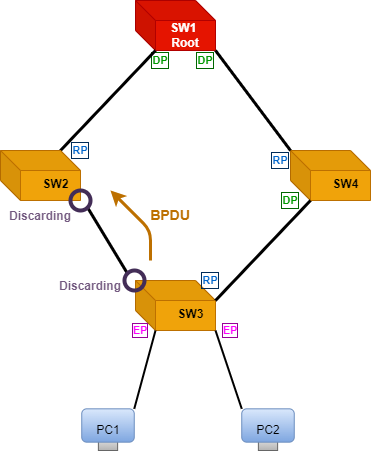 SW1
Root
DP DP
RP RP
SW2 SW4
Discarding DP
BPDU
Discarding RP
SW3
EP EP
PC1 PC2